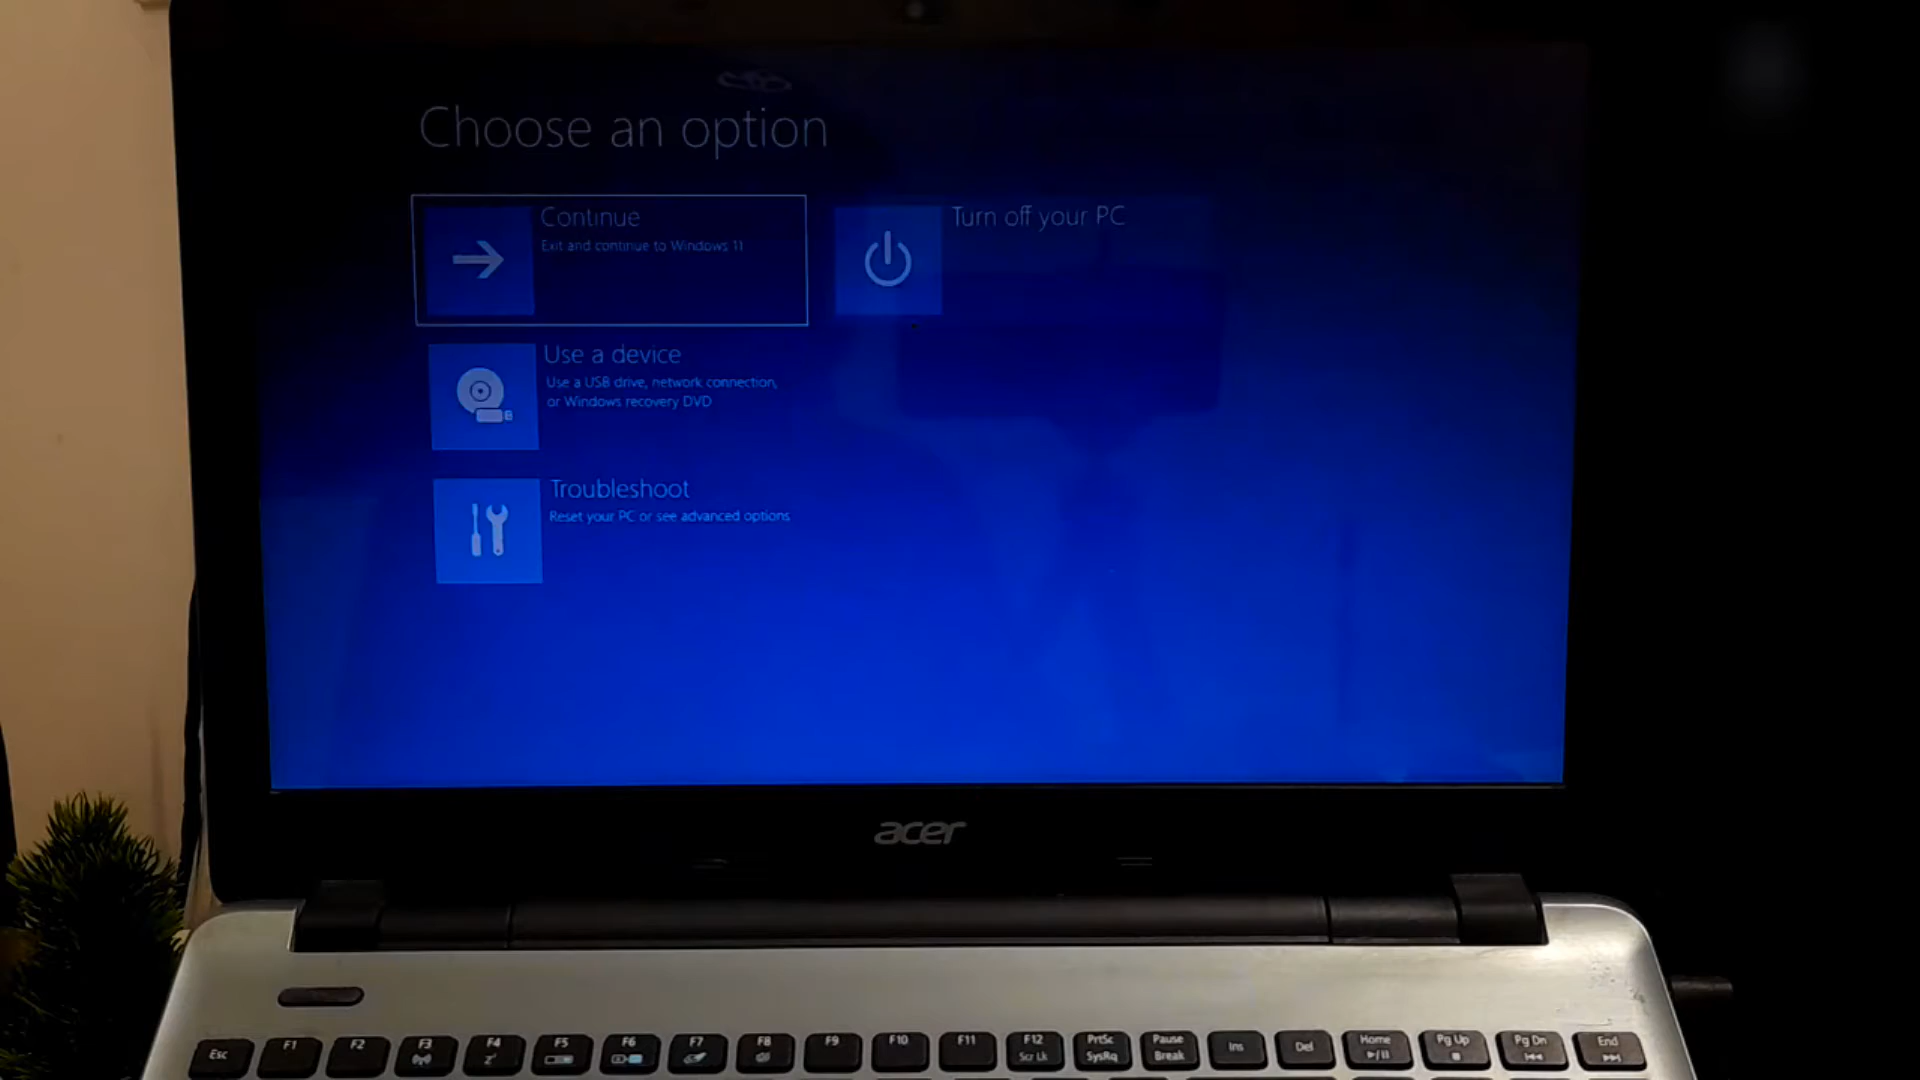 Choose an option
Continue
Exit and continue to Windows 11
Turn off your PC
Use a device
Use a USB drive, network connection,
or Windows recovery DVD
Troubleshoot
Reset your PC or see advanced options
acer
Esc
F1
F2
F3
F4
zᶻ
F5
F6
F7
F8
F9
F10
F11
F12
Scr Lk
PrtSc
SysRq
Pause
Break
Ins
Del
Home
Pg Up
Pg Dn
End